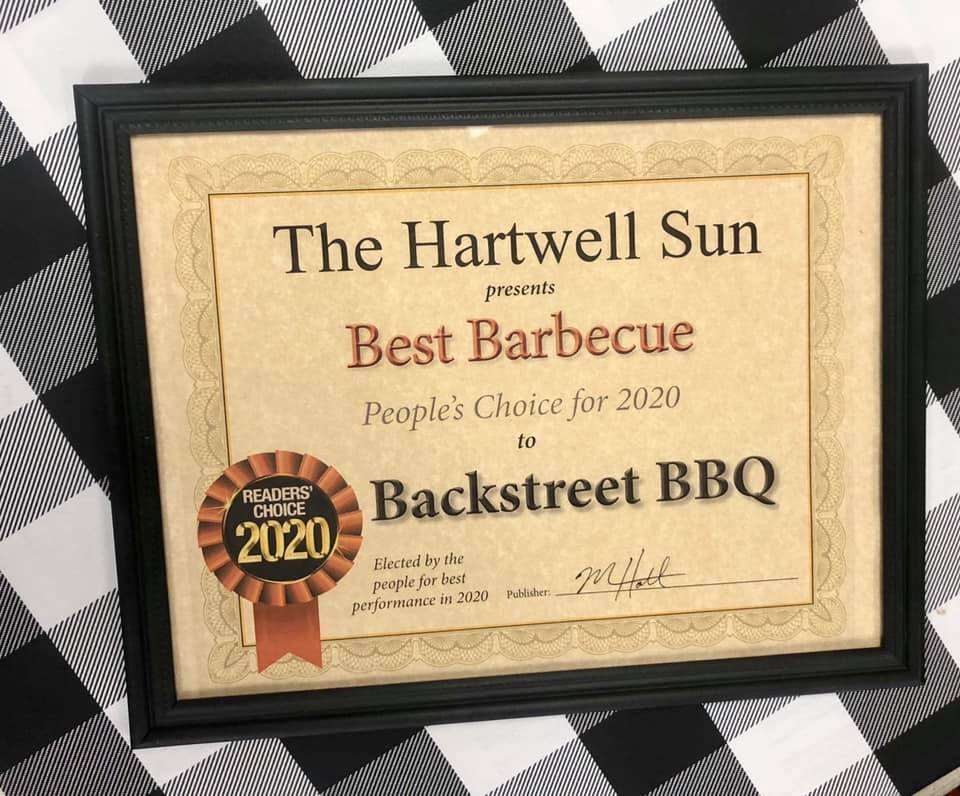 The Hartwell Sun
presents
Best Barbecue
People's Choice for 2020
to
Backstreet BBQ
READERS'
CHOICE
2020
Elected by the
people for best
performance in 2020
Publisher: M Hall